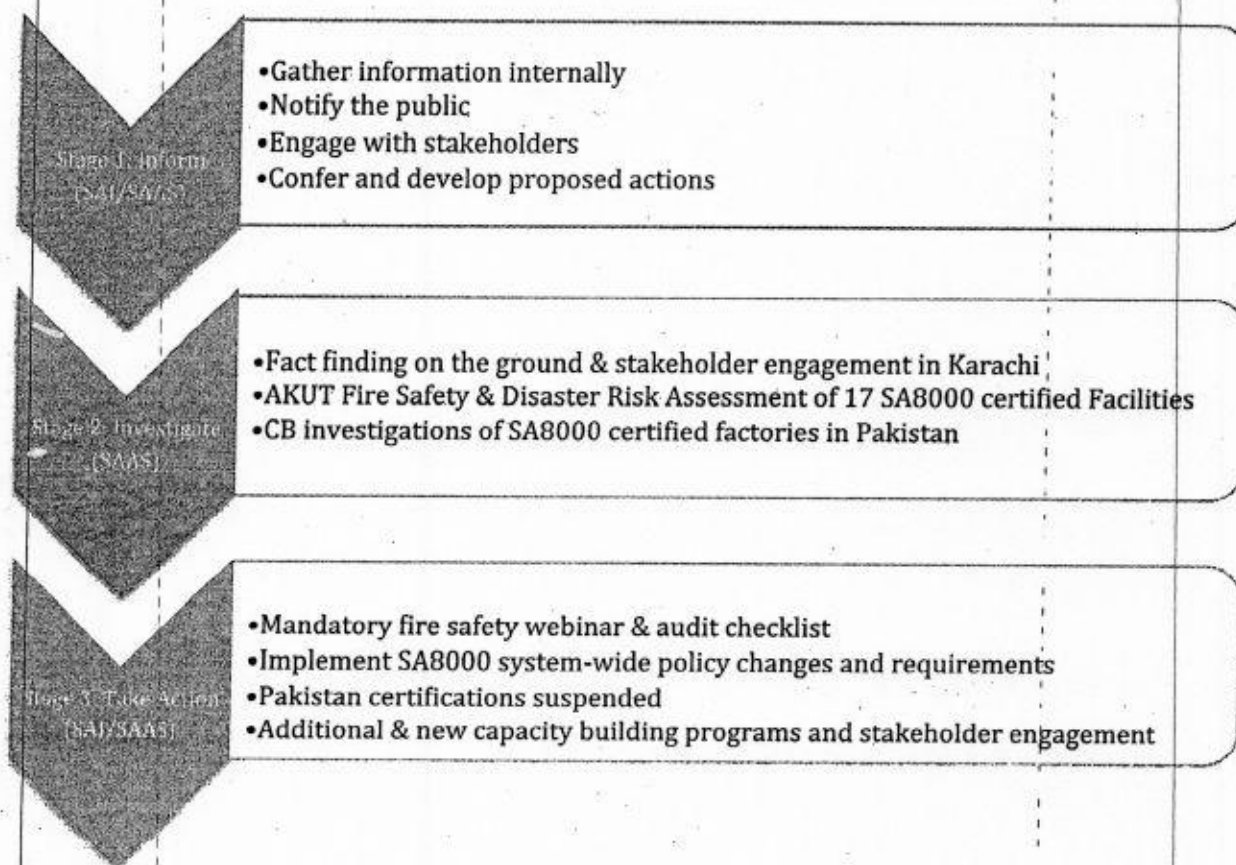 Stage 1: Inform
(SAI/SAAS)
•Gather information internally
•Notify the public
•Engage with stakeholders
•Confer and develop proposed actions
Stage 2: Investigate
(SAAS)
•Fact finding on the ground & stakeholder engagement in Karachi
•AKUT Fire Safety & Disaster Risk Assessment of 17 SA8000 certified Facilities
•CB investigations of SA8000 certified factories in Pakistan
Stage 3: Take Action
(SAI/SAAS)
•Mandatory fire safety webinar & audit checklist
•Implement SA8000 system-wide policy changes and requirements
•Pakistan certifications suspended
•Additional & new capacity building programs and stakeholder engagement